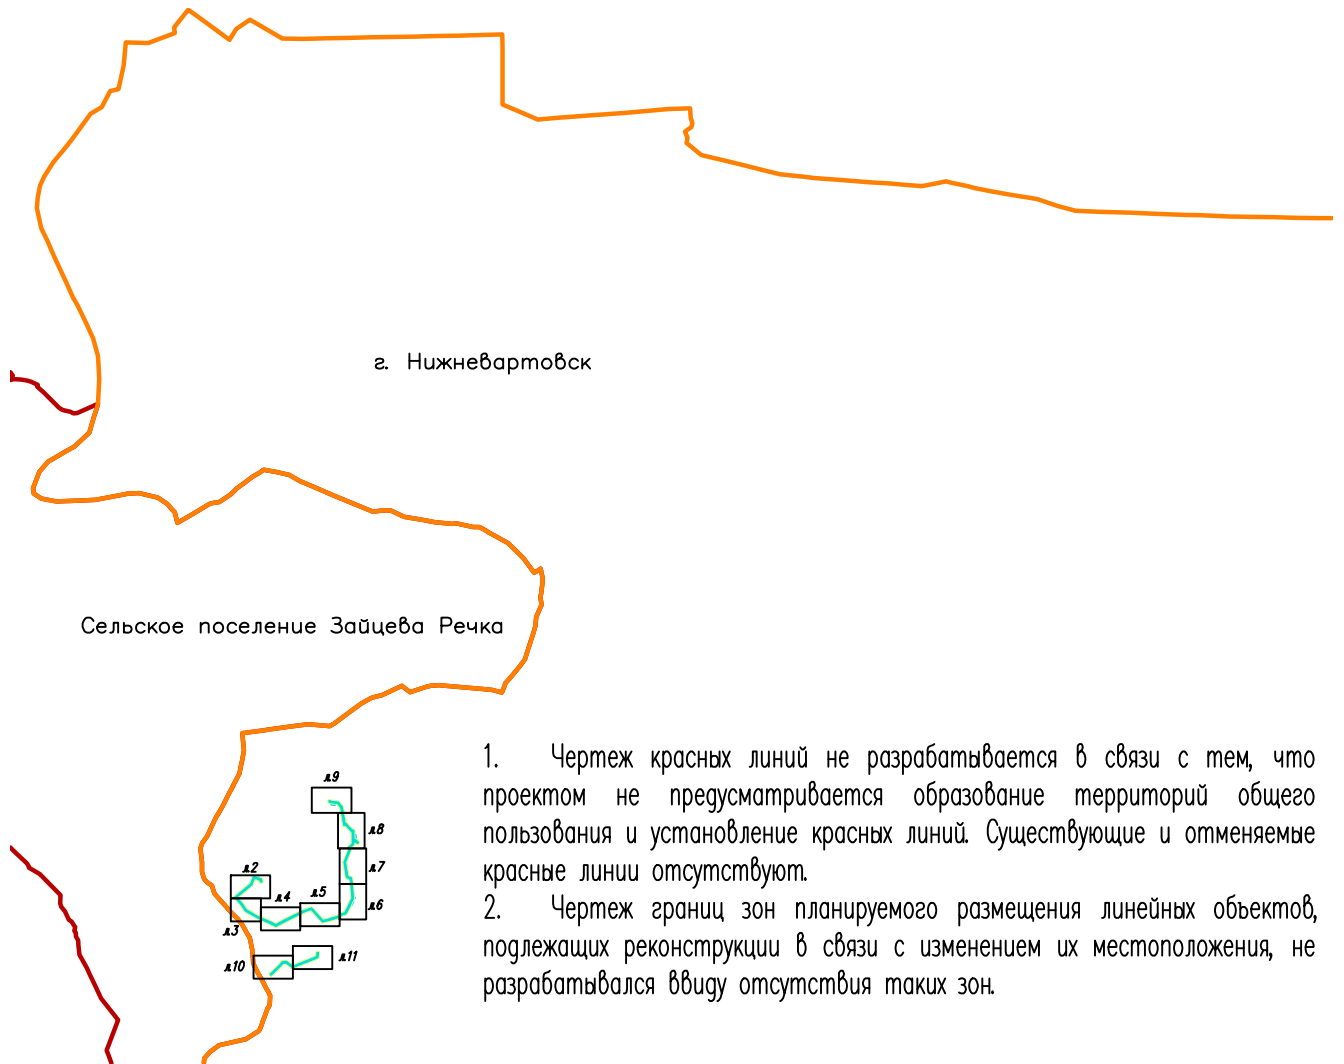 г. Нижневартовск
Сельское поселение Зайцева Речка
1. Чертеж красных линий не разрабатывается в связи с тем, что
проектом не предусматривается образование территорий общего
пользования и установление красных линий. Существующие и отменяемые
красные линии отсутствуют.
2. Чертеж границ зон планируемого размещения линейных объектов,
подлежащих реконструкции в связи с изменением их местоположения, не
разрабатывался ввиду отсутствия таких зон.
л.9
л.8
л.7
л.2
л.4
л.5
л.6
л.3
л.10
л.11